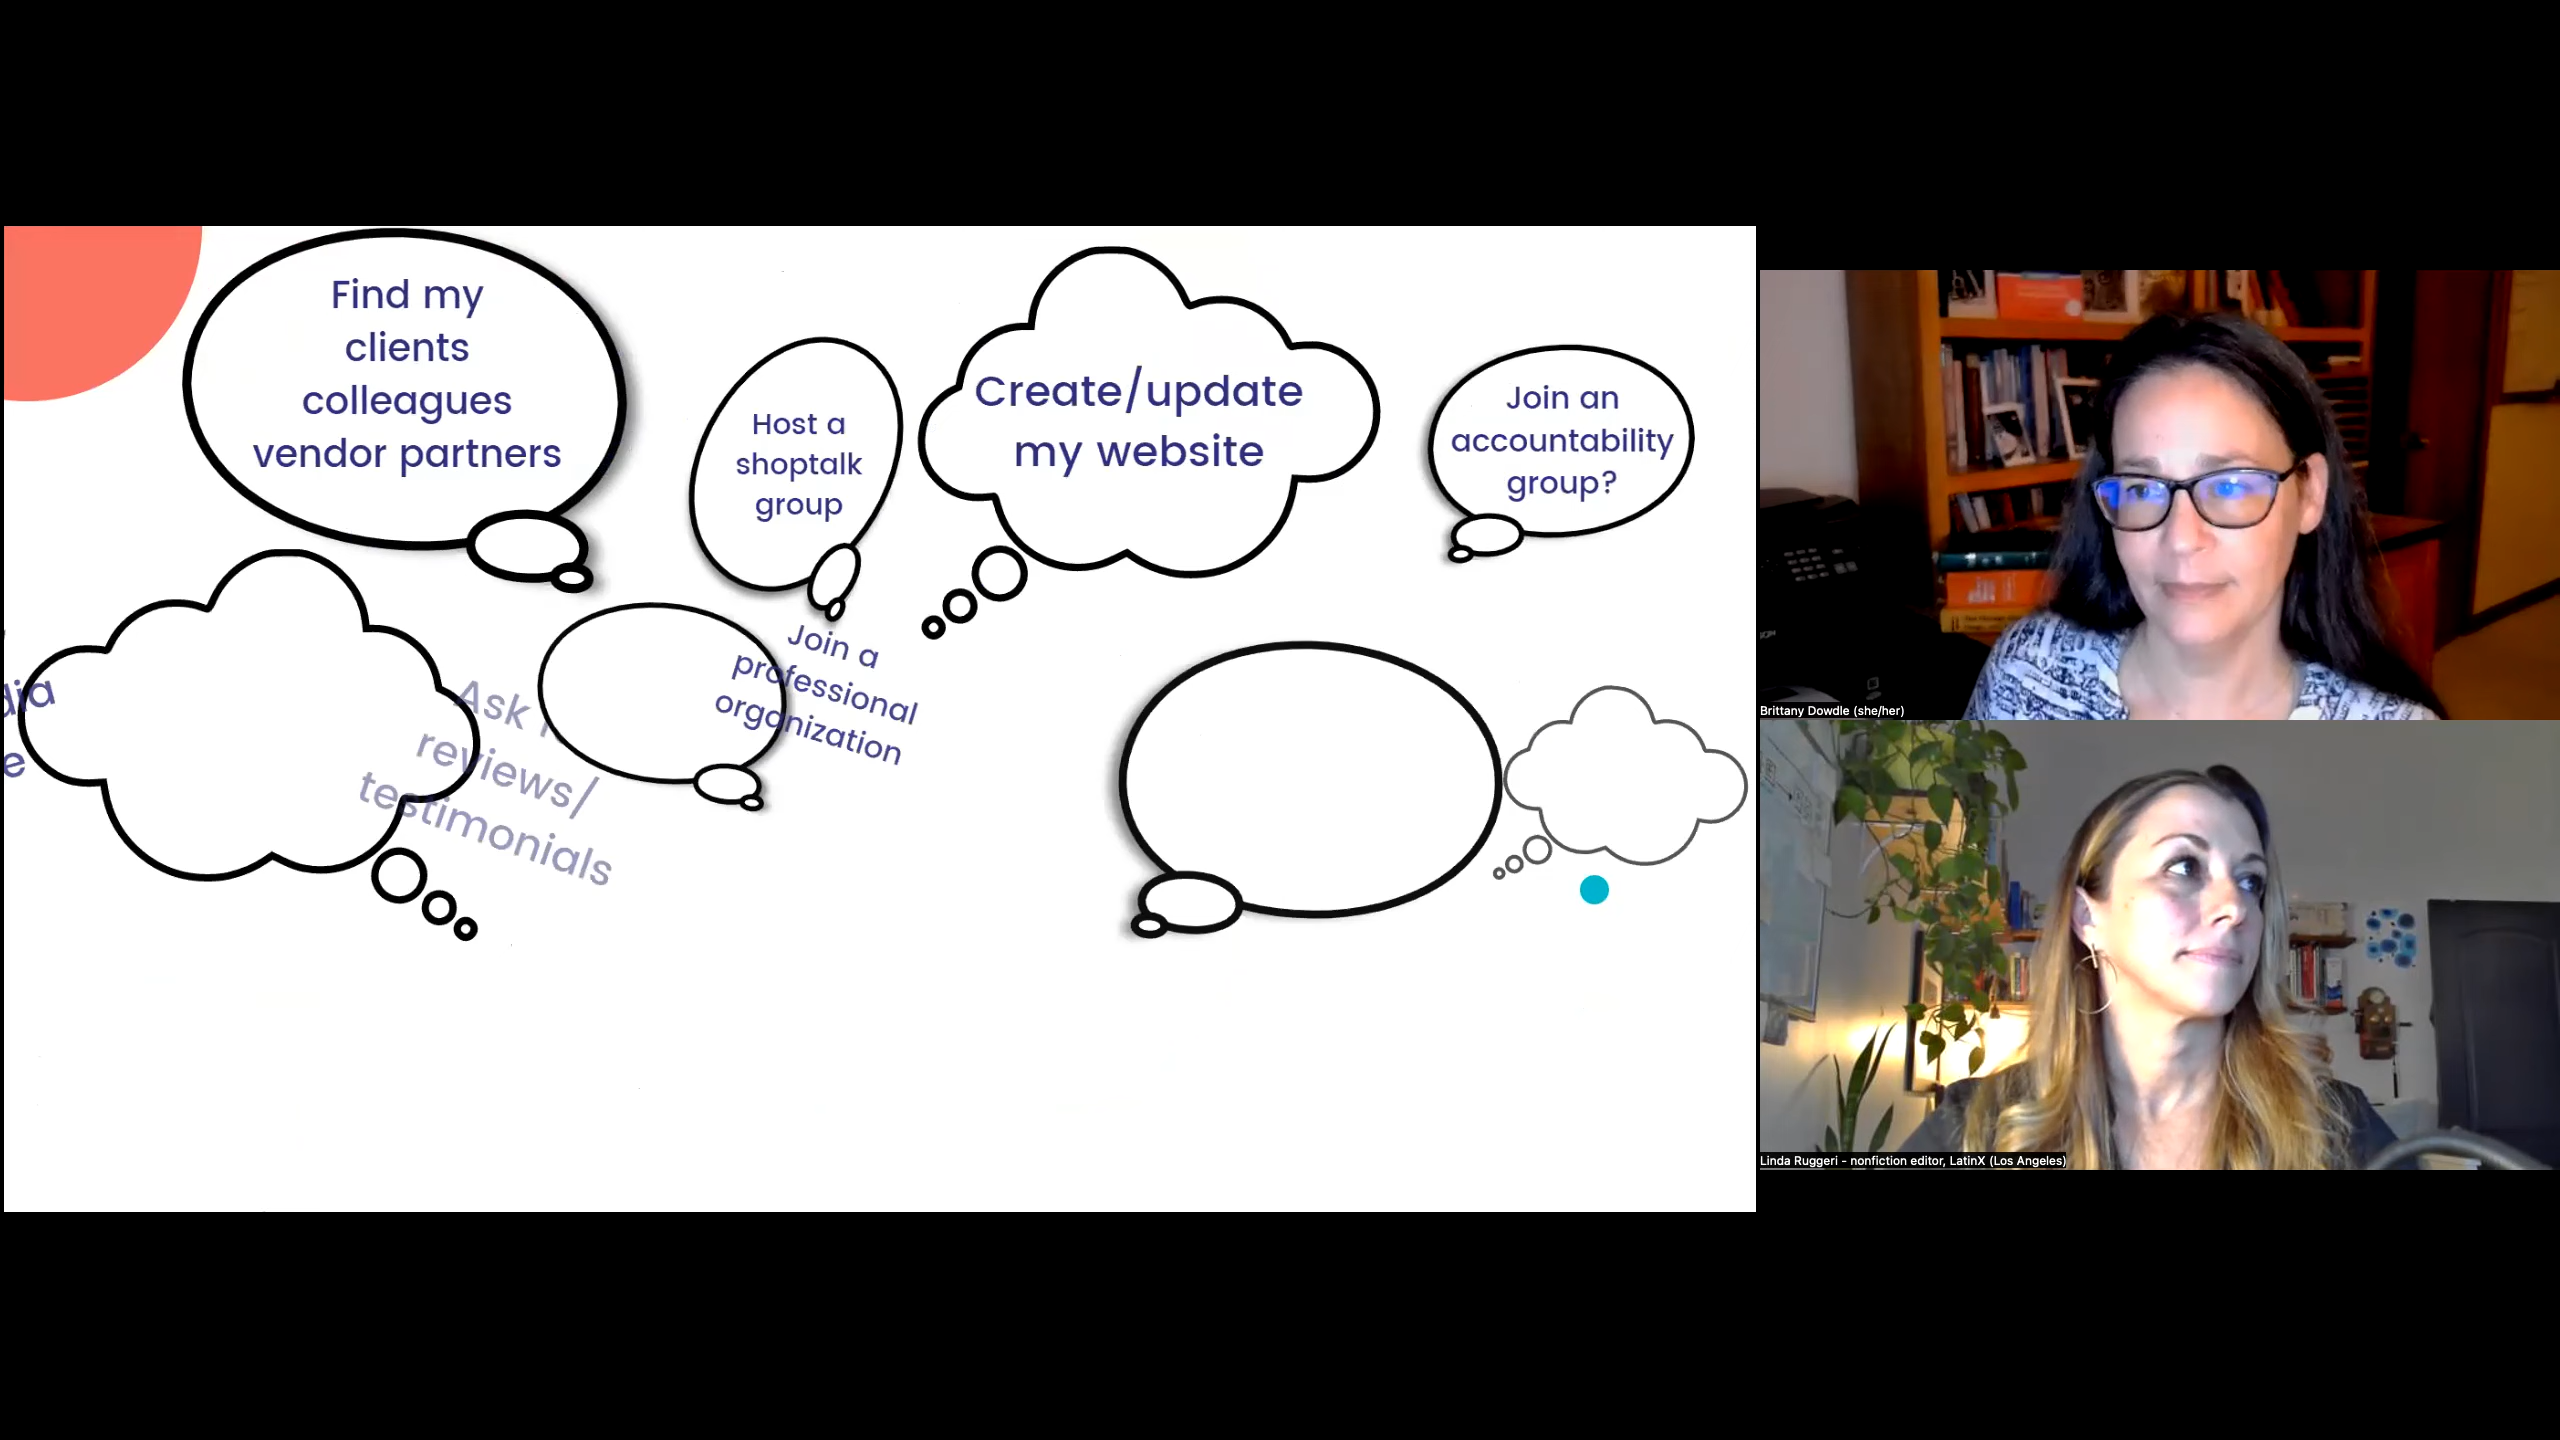 Find my
clients
colleagues
vendor partners
Host a
shoptalk
group
Create/update
my website
Join an
accountability
group?
Join a
professional
organization
Ask
reviews/
testimonials
Brittany Dowdle (she/her)
Linda Ruggeri - nonfiction editor, LatinX (Los Angeles)